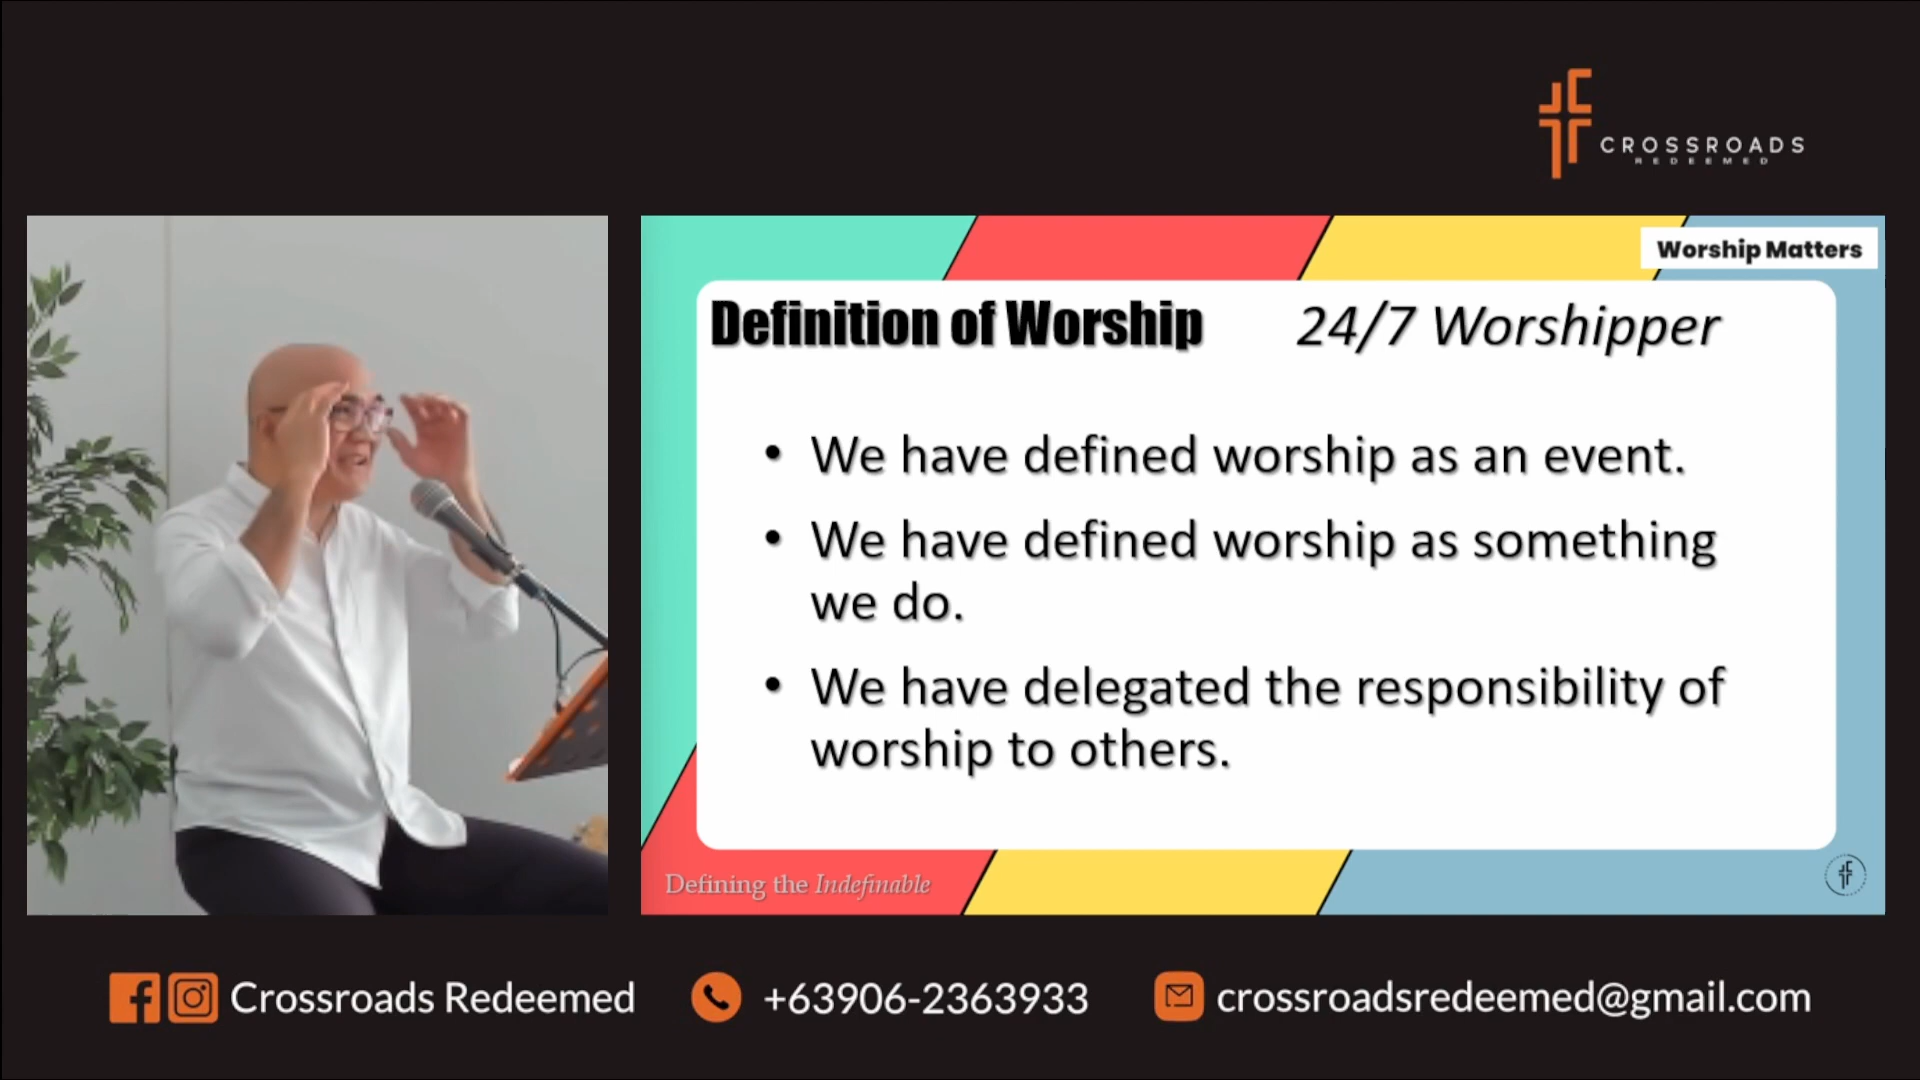 CROSSROADS
REDEEMED
Worship Matters
Definition of Worship 24/7 Worshipper
• We have defined worship as an event.
• We have defined worship as something
we do.
• We have delegated the responsibility of
worship to others.
Defining the Indefinable
Crossroads Redeemed +63906-2363933 crossroadsredeemed@gmail.com